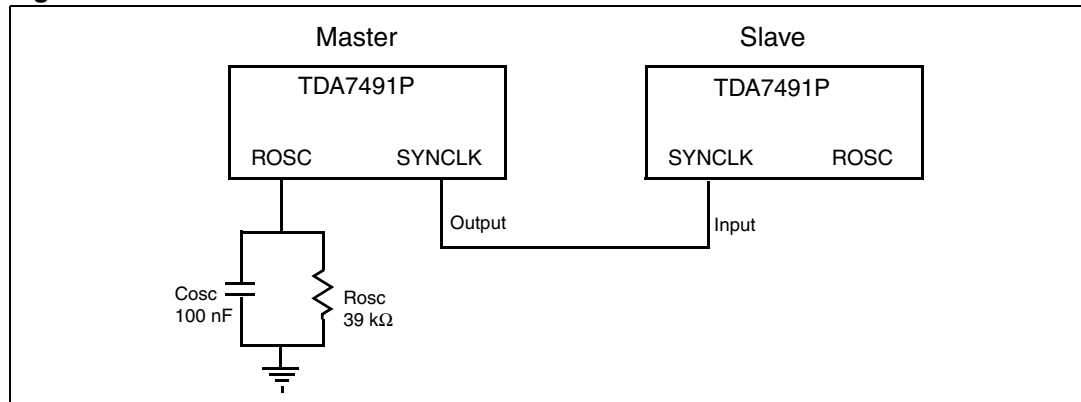 Master
Slave
TDA7491P
TDA7491P
ROSC
SYNCLK
SYNCLK
ROSC
Output
Input
Cosc
100 nF
Rosc
39 kΩ